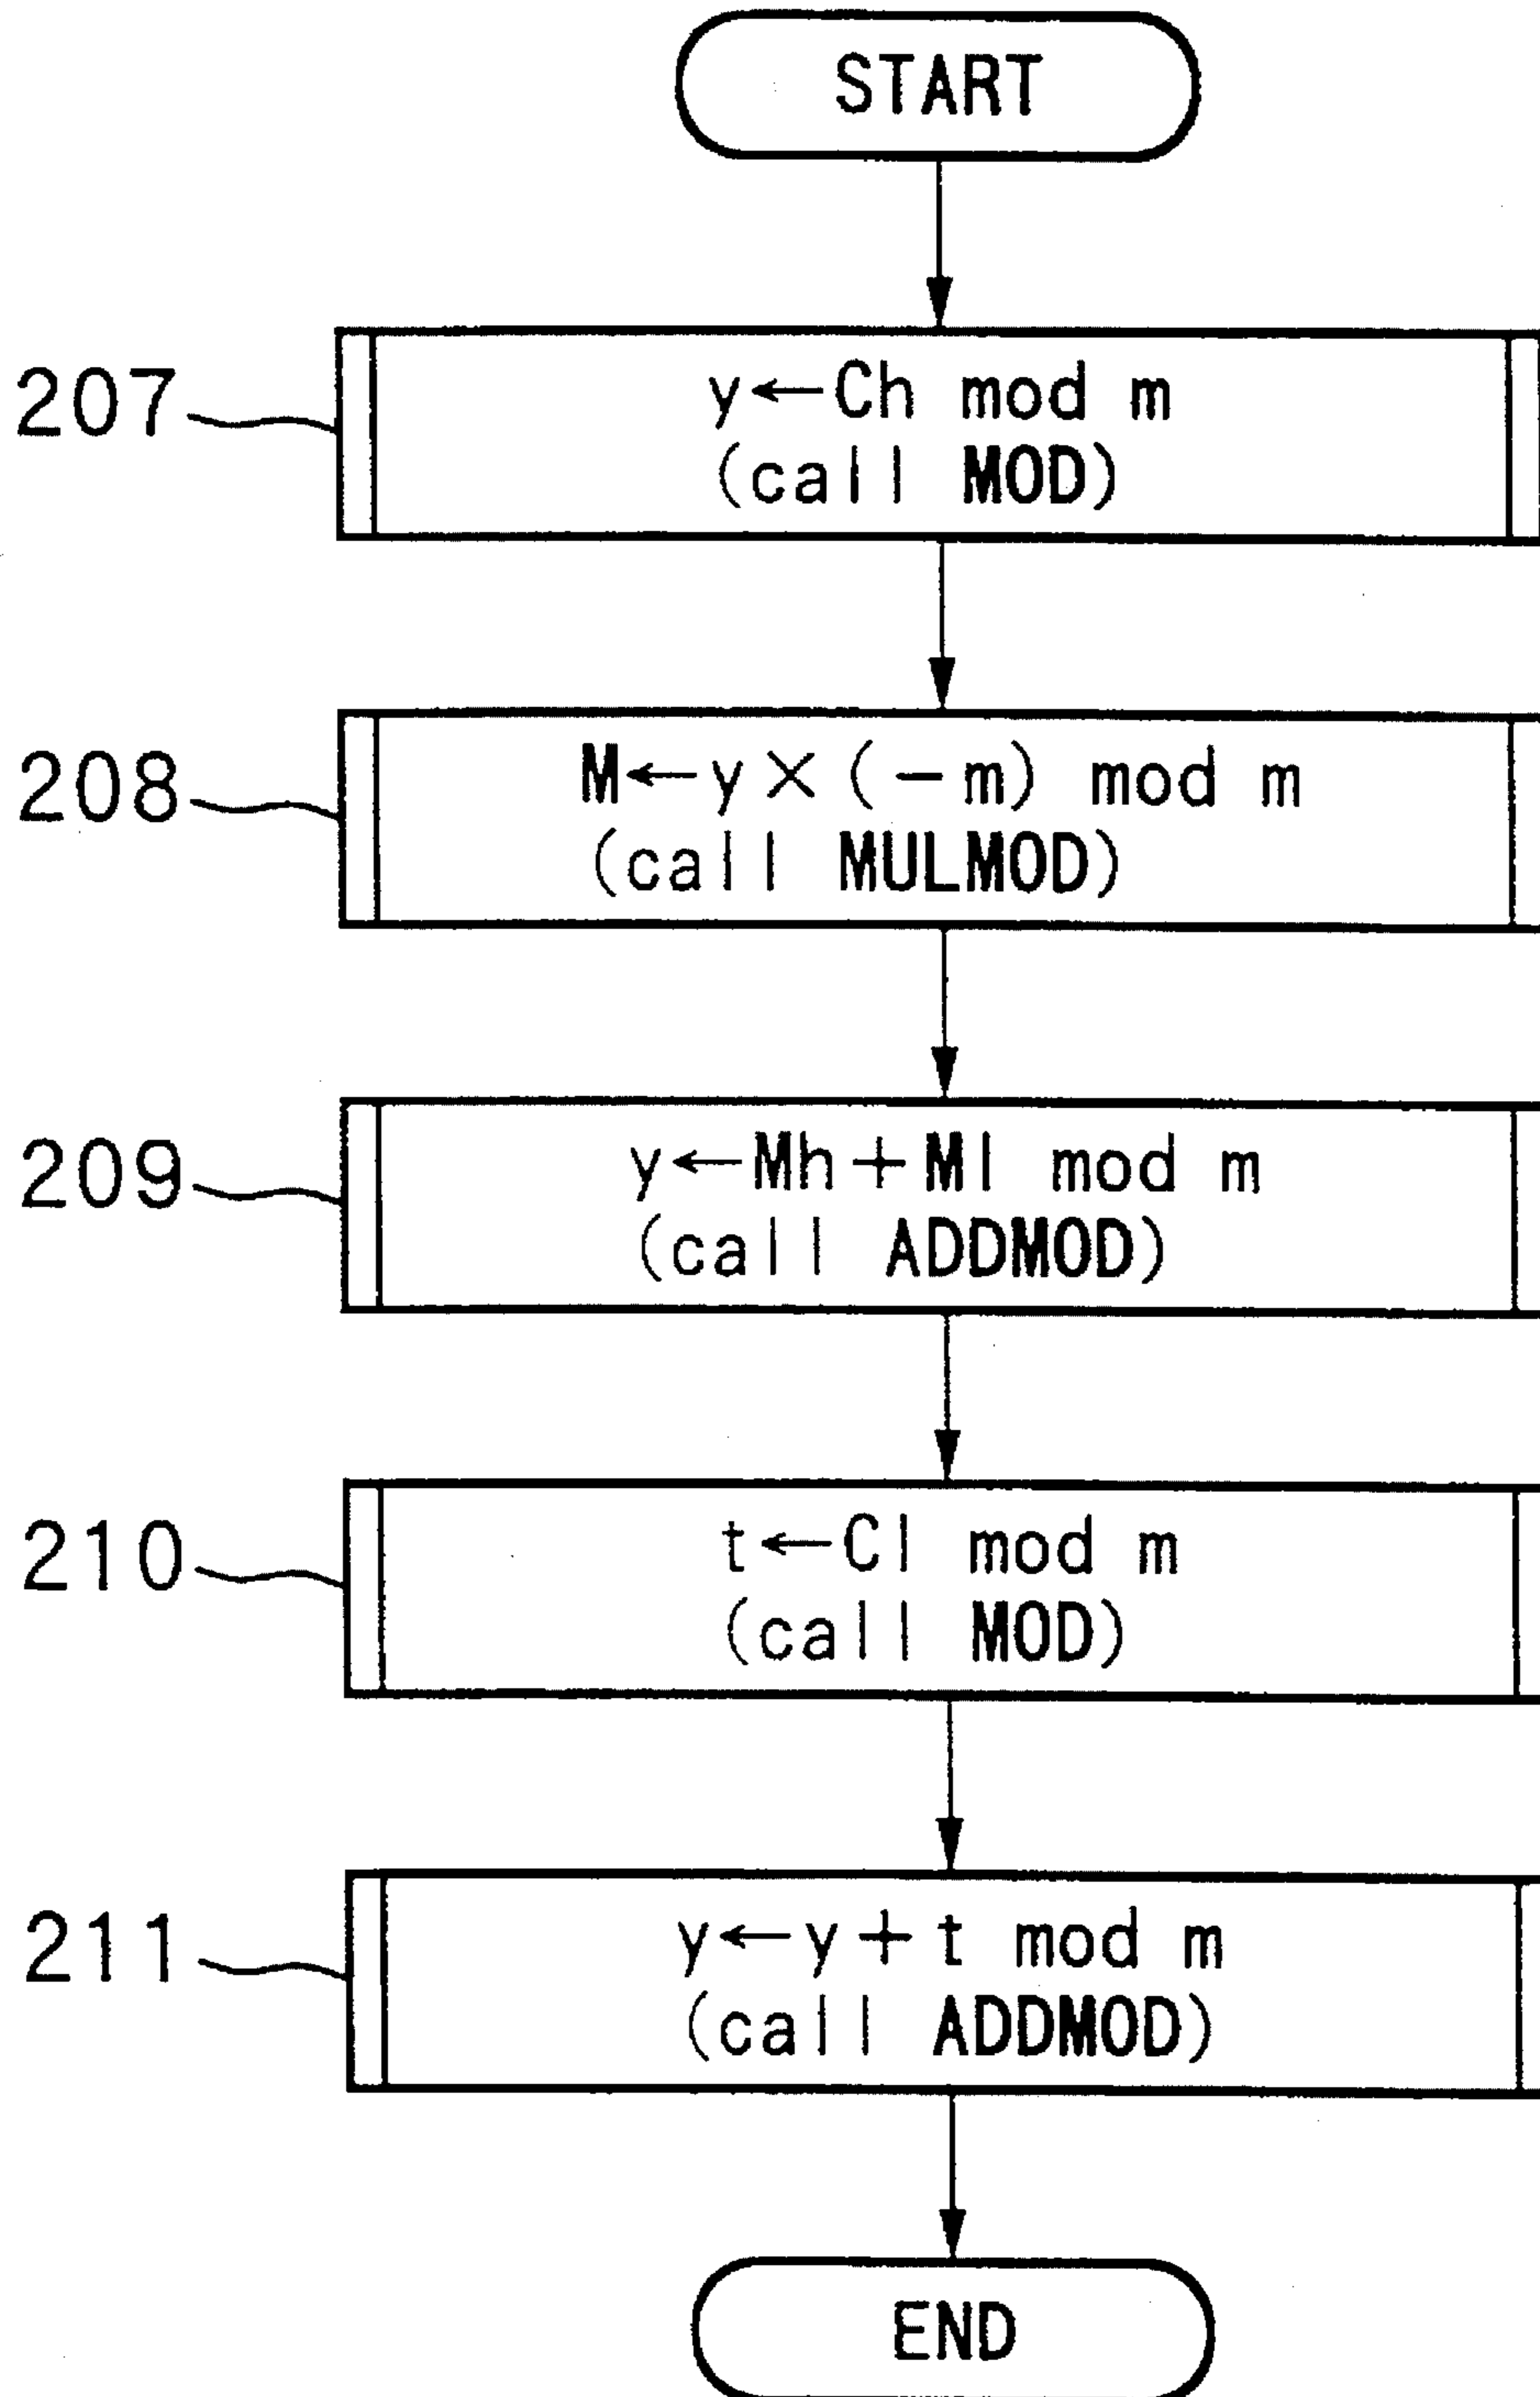 START
207
y←Ch mod m
(call MOD)
208
M←y×(-m) mod m
(call MULMOD)
209
y←Mh+Ml mod m
(call ADDMOD)
210
t←Cl mod m
(call MOD)
211
y←y+t mod m
(call ADDMOD)
END